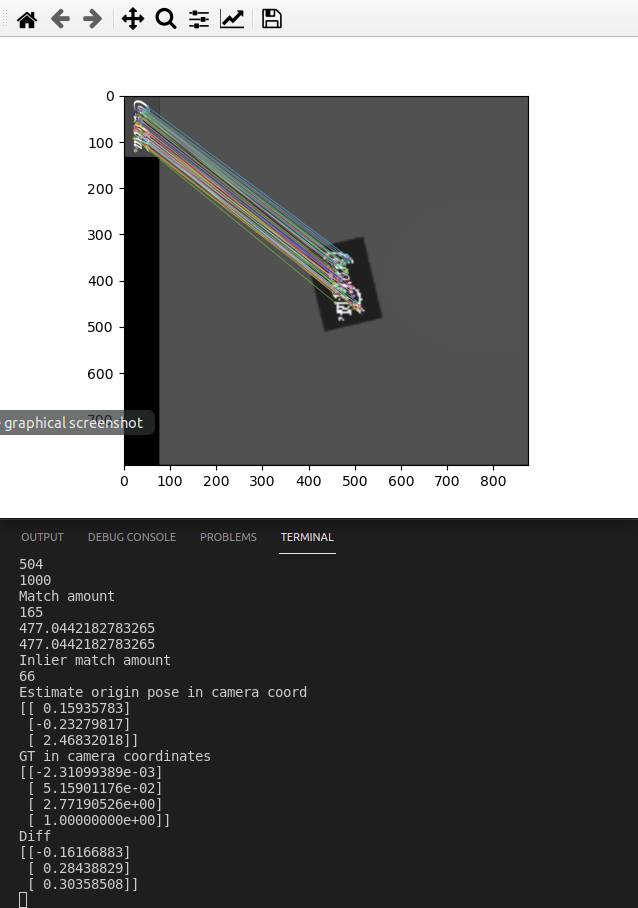 0
100
200
300
400
500
600
700
graphical screenshot
0 100 200 300 400 500 600 700 800
OUTPUT DEBUG CONSOLE PROBLEMS TERMINAL
504
1000
Match amount
165
477.0442182783265
477.0442182783265
Inlier match amount
66
Estimate origin pose in camera coord
[[ 0.15935783]
[-0.23279817]
[ 2.46832018]]
GT in camera coordinates
[[-2.31099389e-03]
[ 5.15901176e-02]
[ 2.77190526e+00]
[ 1.00000000e+00]]
Diff
[[-0.16166883]
[ 0.28438829]
[ 0.30358508]]